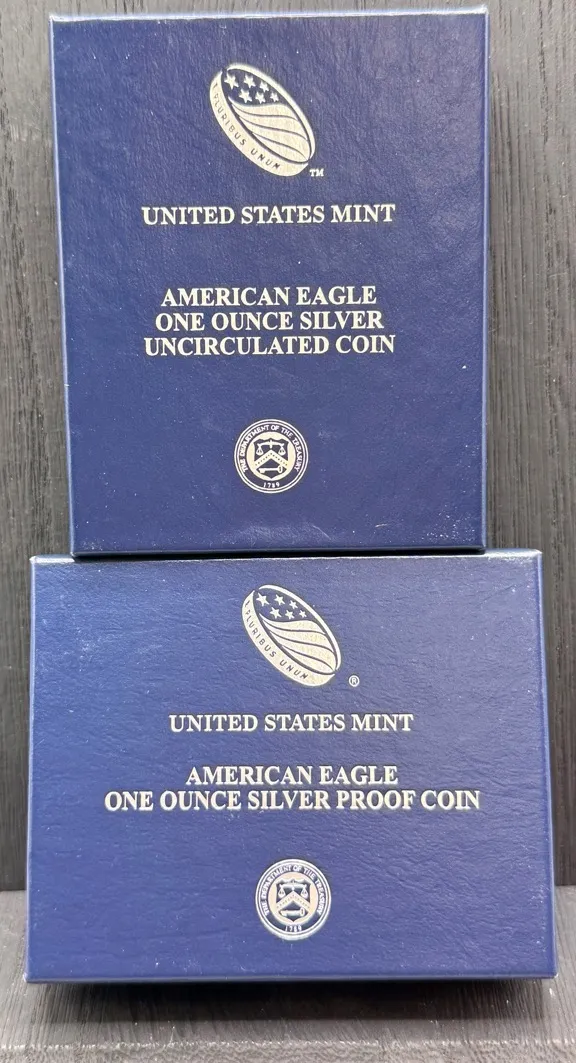 E PLURIBUS UNUM
TM
UNITED STATES MINT
AMERICAN EAGLE
ONE OUNCE SILVER
UNCIRCULATED COIN
THE DEPARTMENT OF THE TREASURY
1789
E PLURIBUS UNUM
®
UNITED STATES MINT
AMERICAN EAGLE
ONE OUNCE SILVER PROOF COIN
THE DEPARTMENT OF THE TREASURY
1789